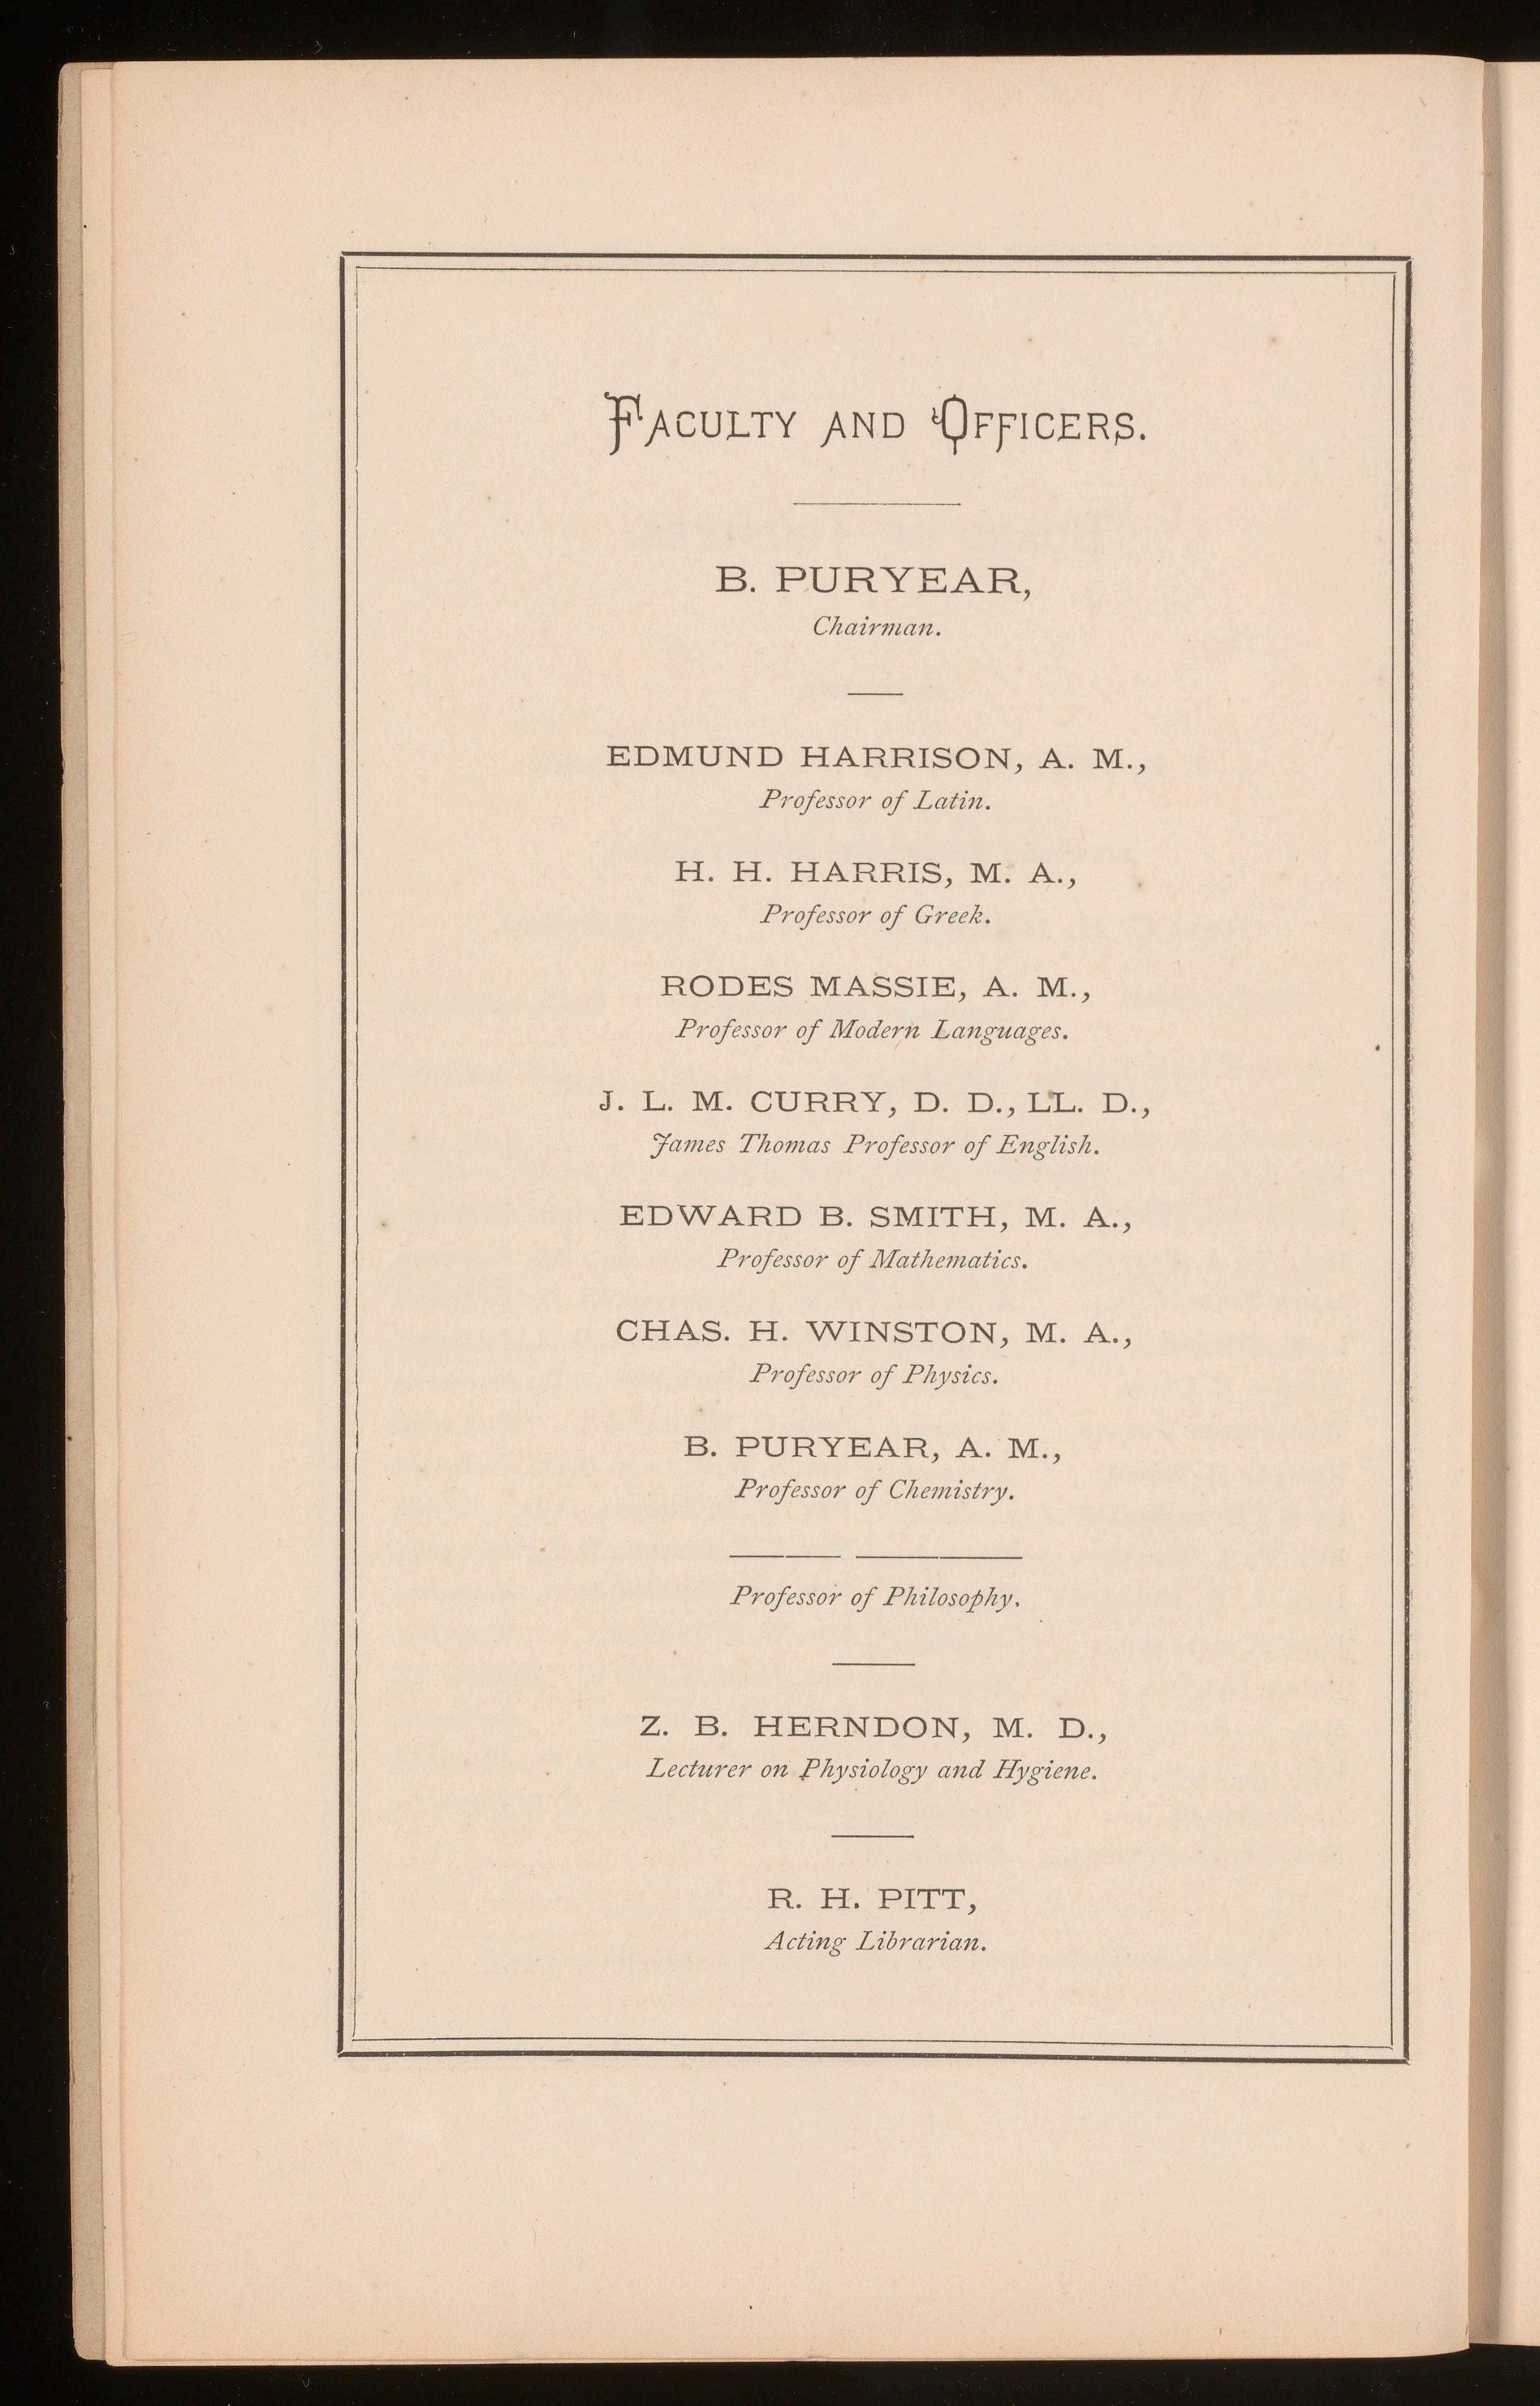 Faculty and Officers.
B. PURYEAR,
Chairman.
EDMUND HARRISON, A. M.,
Professor of Latin.
H. H. HARRIS, M. A.,
Professor of Greek.
RODES MASSIE, A. M.,
Professor of Modern Languages.
J. L. M. CURRY, D. D., LL. D.,
James Thomas Professor of English.
EDWARD B. SMITH, M. A.,
Professor of Mathematics.
CHAS. H. WINSTON, M. A.,
Professor of Physics.
B. PURYEAR, A. M.,
Professor of Chemistry.
Professor of Philosophy.
Z. B. HERNDON, M. D.,
Lecturer on Physiology and Hygiene.
R. H. PITT,
Acting Librarian.